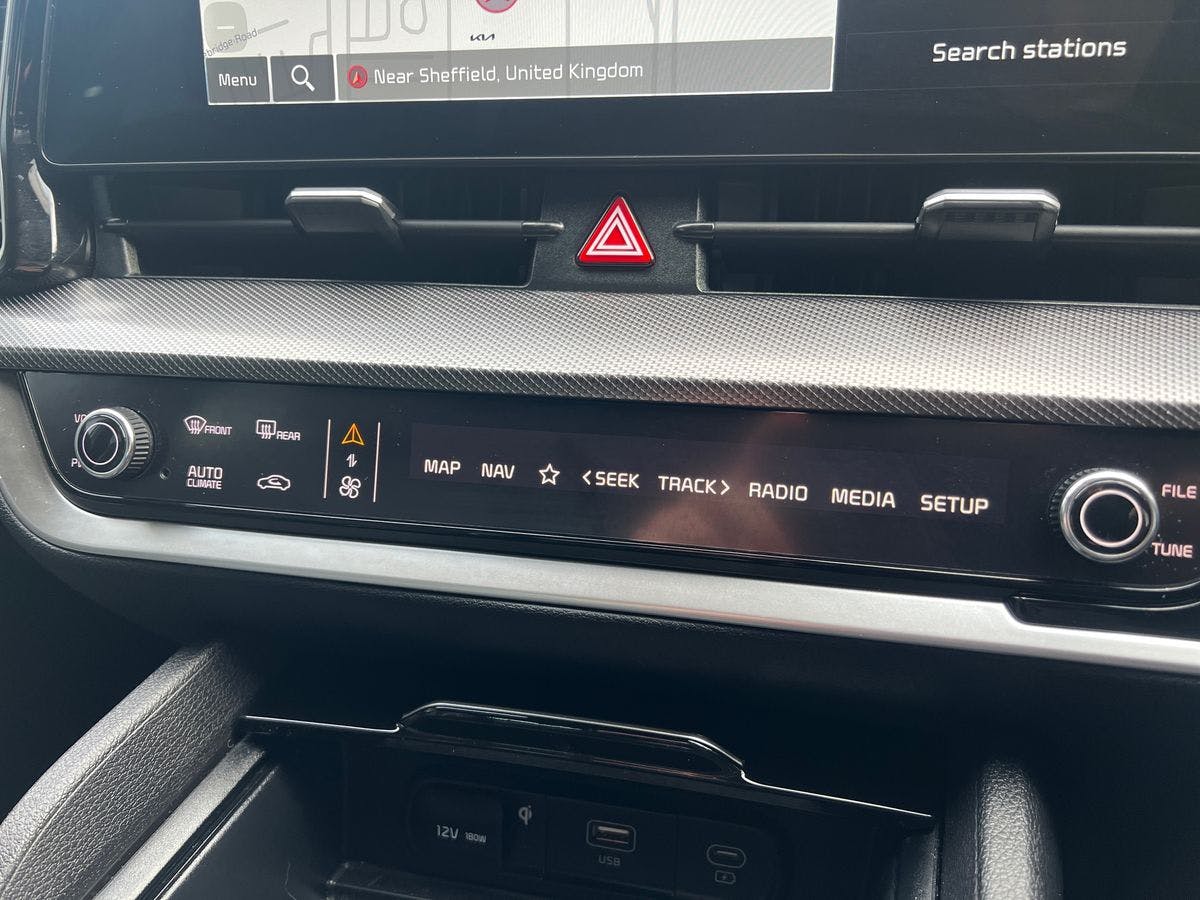 Search stations
KIA
Menu
Near Sheffield, United Kingdom
FRONT
REAR
AUTO
CLIMATE
MAP
NAV
< SEEK
TRACK >
RADIO
MEDIA
SETUP
FILE
TUNE
12V 180W
USB